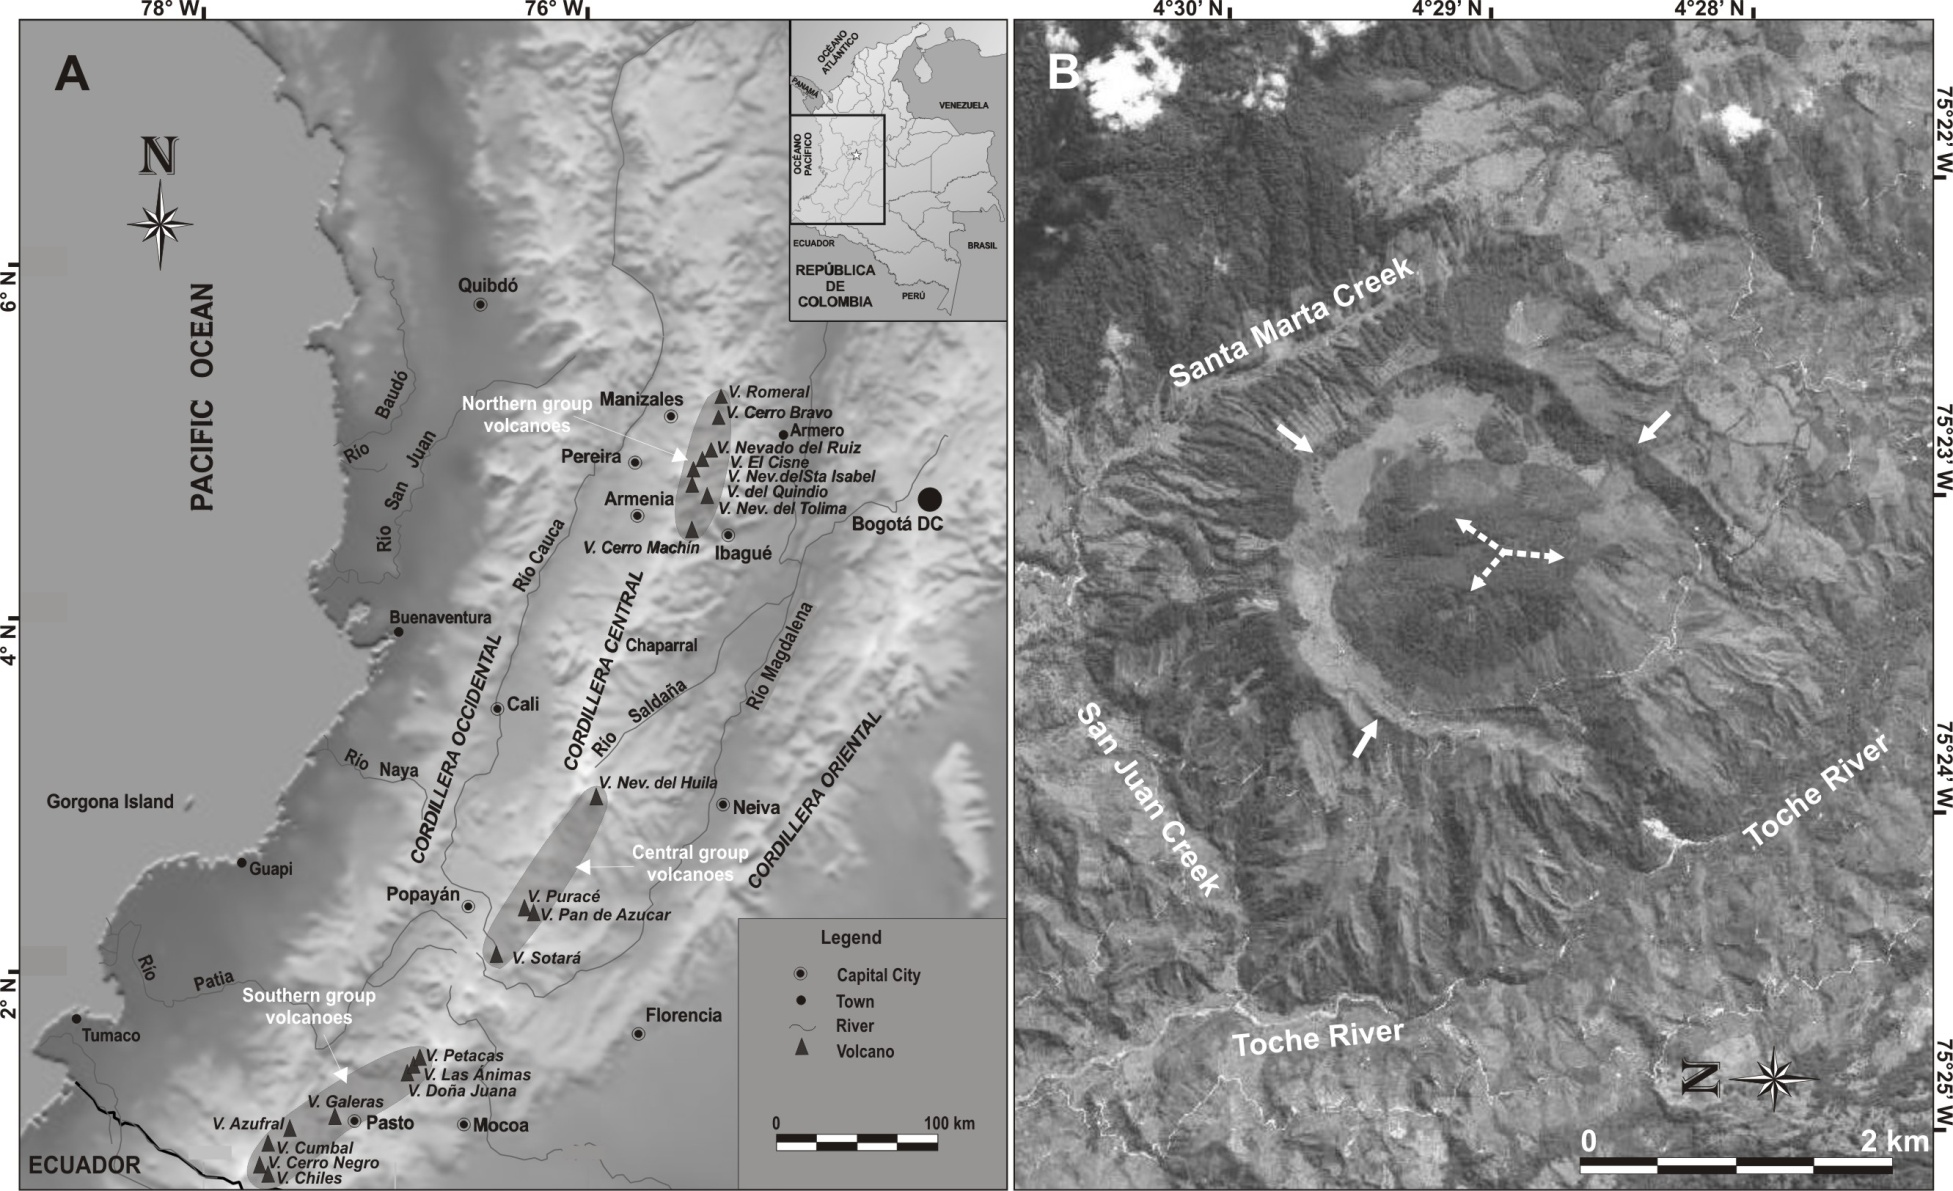 78° W
76° W
6° N
4° N
2° N
A
N
PACIFIC OCEAN
OCÉANO
ATLÁNTICO
PANAMÁ
VENEZUELA
OCÉANO
PACIFICO
ECUADOR
BRASIL
PERÚ
REPÚBLICA
DE
COLOMBIA
Quibdó
Río Baudó
Río San Juan
Northern group
volcanoes
Manizales
V. Romeral
V. Cerro Bravo
Armero
V. Nevado del Ruiz
Pereira
V. El Cisne
V. Nev.delSta Isabel
V. del Quindio
Armenia
V. Nev. del Tolima
Bogotá DC
V. Cerro Machín
Ibagué
Río Cauca
Buenaventura
CORDILLERA OCCIDENTAL
CORDILLERA CENTRAL
Chaparral
Río Saldaña
Río Magdalena
CORDILLERA ORIENTAL
Cali
Río Naya
Gorgona Island
V. Nev. del Huila
Neiva
Guapi
Central group
volcanoes
Popayán
V. Puracé
V. Pan de Azucar
V. Sotará
Río Patia
Southern group
volcanoes
Tumaco
Florencia
V. Petacas
V. Las Ánimas
V. Doña Juana
V. Galeras
V. Azufral
Pasto
Mocoa
V. Cumbal
V. Cerro Negro
V. Chiles
ECUADOR
Legend
Capital City
Town
River
Volcano
0 100 km
4°30' N
4°29' N
4°28' N
75°22' W
75°23' W
75°24' W
75°25' W
B
Santa Marta Creek
San Juan Creek
Toche River
Toche River
N
0 2 km